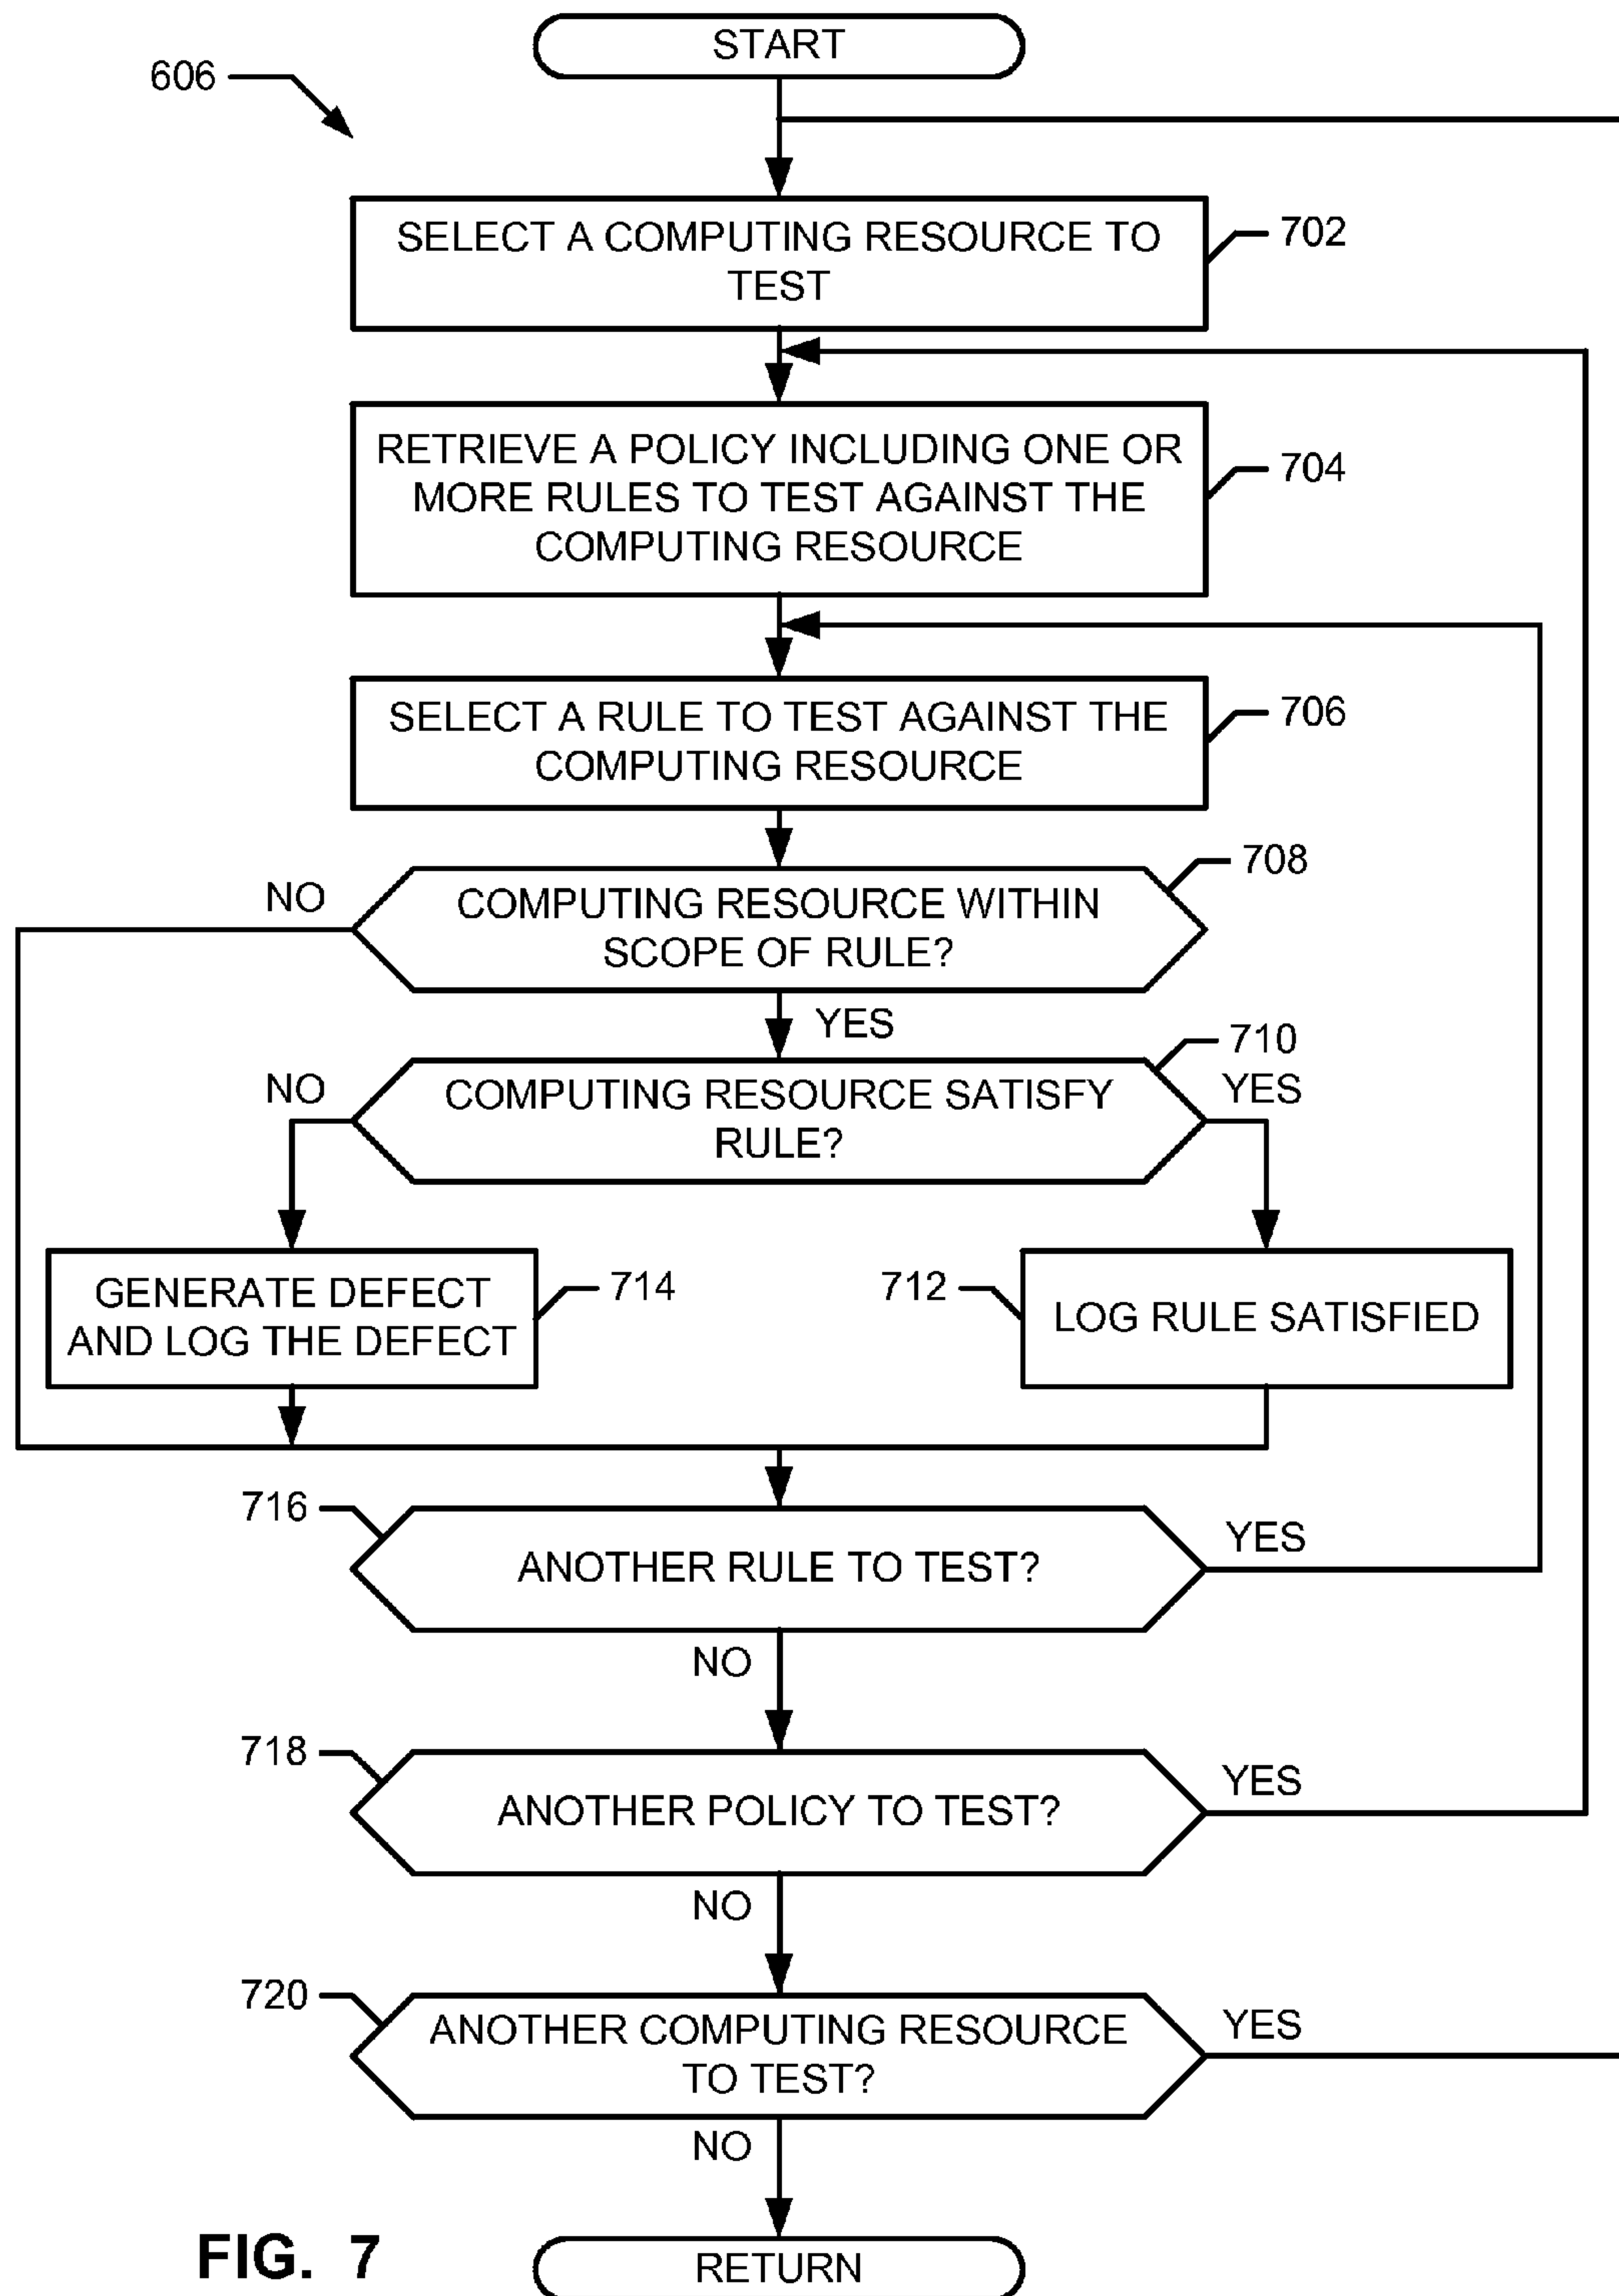 START
606
SELECT A COMPUTING RESOURCE TO
TEST
702
RETRIEVE A POLICY INCLUDING ONE OR
MORE RULES TO TEST AGAINST THE
COMPUTING RESOURCE
704
SELECT A RULE TO TEST AGAINST THE
COMPUTING RESOURCE
706
708
NO
COMPUTING RESOURCE WITHIN
SCOPE OF RULE?
YES
710
NO
COMPUTING RESOURCE SATISFY
RULE?
YES
GENERATE DEFECT
AND LOG THE DEFECT
714
712
LOG RULE SATISFIED
716
ANOTHER RULE TO TEST?
YES
NO
718
ANOTHER POLICY TO TEST?
YES
NO
720
ANOTHER COMPUTING RESOURCE
TO TEST?
YES
NO
FIG. 7
RETURN